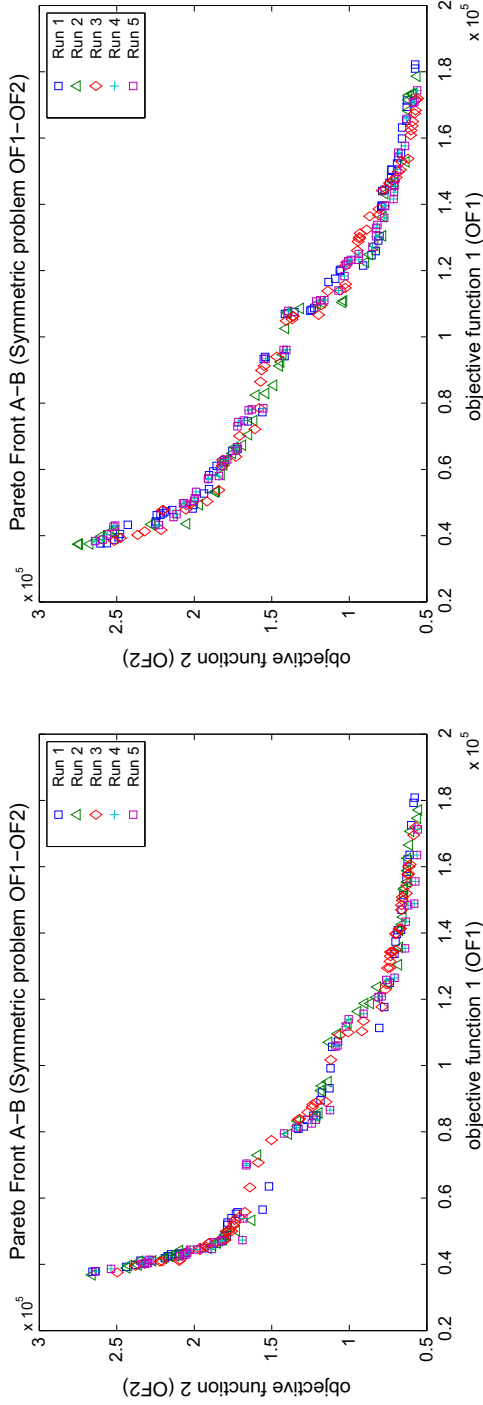 Pareto Front A−B (Symmetric problem OF1−OF2)
x 10^5
3
2.5
2
1.5
1
0.5
objective function 2 (OF2)
Run 1
Run 2
Run 3
Run 4
Run 5
0.2 0.4 0.6 0.8 1 1.2 1.4 1.6 1.8 2
x 10^5
objective function 1 (OF1)
Pareto Front A−B (Symmetric problem OF1−OF2)
x 10^5
3
2.5
2
1.5
1
0.5
objective function 2 (OF2)
Run 1
Run 2
Run 3
Run 4
Run 5
0.2 0.4 0.6 0.8 1 1.2 1.4 1.6 1.8 2
x 10^5
objective function 1 (OF1)